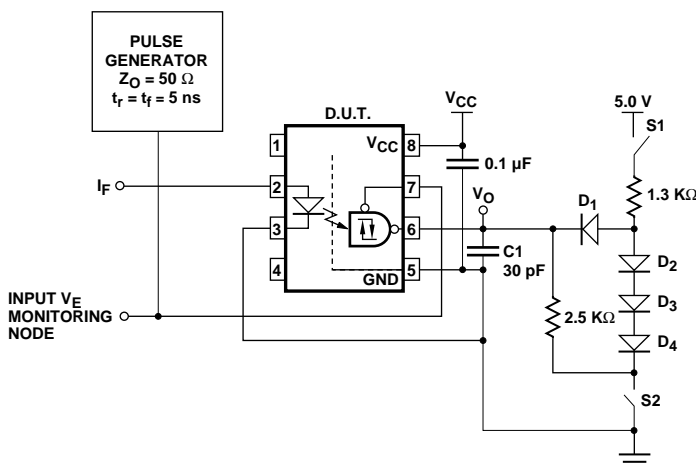 PULSE
GENERATOR
ZO = 50 Ω
tr = tf = 5 ns
D.U.T.
VCC
5.0 V
S1
1
VCC
8
0.1 µF
IF
2
7
VO
D1
1.3 KΩ
3
6
C1
30 pF
D2
4
GND
5
D3
INPUT VE
MONITORING
NODE
2.5 KΩ
D4
S2